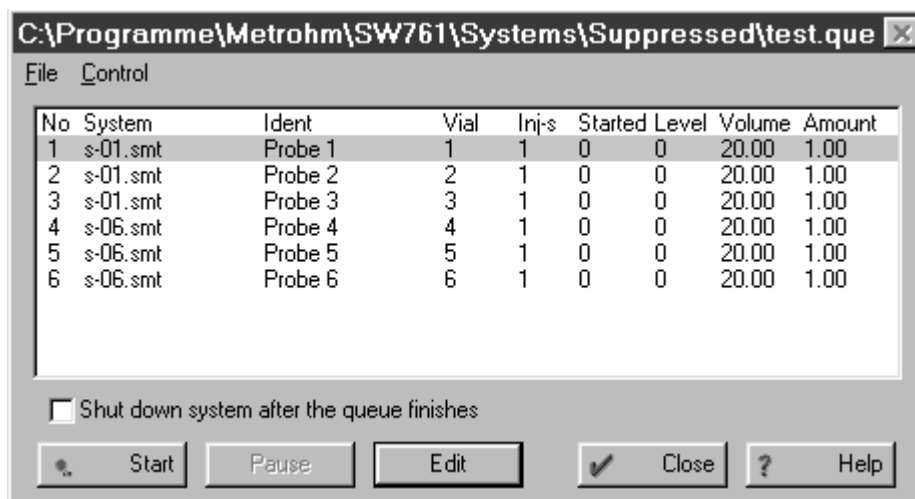 C:\Programme\Metrohm\SW761\Systems\Suppressed\test.que
File Control
No System Ident Vial Inj-s Started Level Volume Amount
1 s-01.smt Probe 1 1 1 0 0 20.00 1.00
2 s-01.smt Probe 2 2 1 0 0 20.00 1.00
3 s-01.smt Probe 3 3 1 0 0 20.00 1.00
4 s-06.smt Probe 4 4 1 0 0 20.00 1.00
5 s-06.smt Probe 5 5 1 0 0 20.00 1.00
6 s-06.smt Probe 6 6 1 0 0 20.00 1.00
Shut down system after the queue finishes
Start Pause Edit Close ? Help